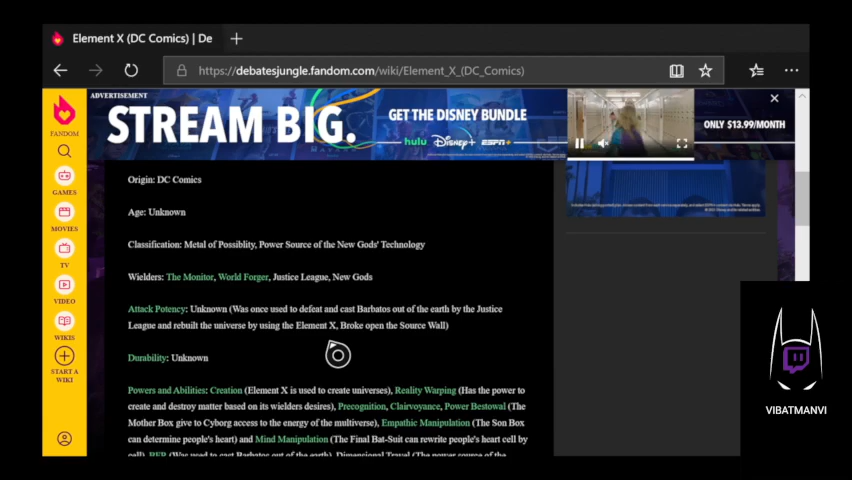 Element X (DC Comics) | De
https://debatesjungle.fandom.com/wiki/Element_X_(DC_Comics)
ADVERTISEMENT
STREAM BIG.
GET THE DISNEY BUNDLE
hulu Disney+ ESPN+
ONLY $13.99/MONTH
FANDOM
GAMES
MOVIES
TV
VIDEO
WIKIS
START A
WIKI
Origin: DC Comics
Age: Unknown
Classification: Metal of Possiblity, Power Source of the New Gods' Technology
Wielders: The Monitor, World Forger, Justice League, New Gods
Attack Potency: Unknown (Was once used to defeat and cast Barbatos out of the earth by the Justice
League and rebuilt the universe by using the Element X, Broke open the Source Wall)
Durability: Unknown
Powers and Abilities: Creation (Element X is used to create universes), Reality Warping (Has the power to
create and destroy matter based on its wielders desires), Precognition, Clairvoyance, Power Bestowal (The
Mother Box give to Cyborg access to the energy of the multiverse), Empathic Manipulation (The Son Box
can determine people's heart) and Mind Manipulation (The Final Bat-Suit can rewrite people's heart cell by
cell), BFR (Was used to cast Barbatos out of the earth), Dimensional Travel (The power source of the
VIBATMANVI